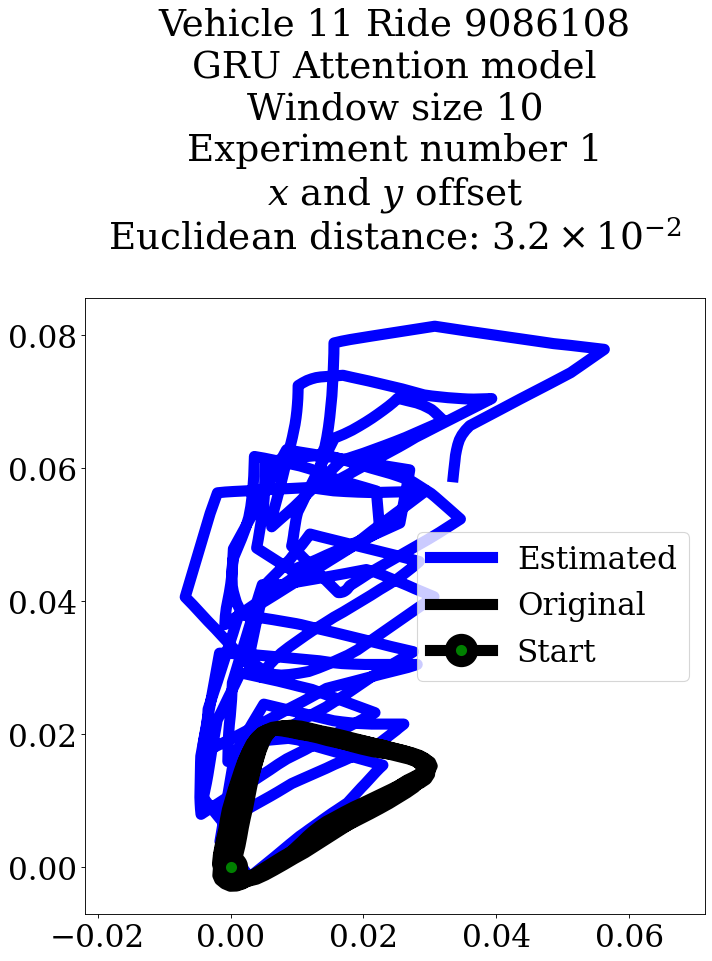 Vehicle 11 Ride 9086108
GRU Attention model
Window size 10
Experiment number 1
x and y offset
Euclidean distance: 3.2 × 10⁻²
0.08
0.06
0.04
0.02
0.00
Estimated
Original
Start
−0.02 0.00 0.02 0.04 0.06